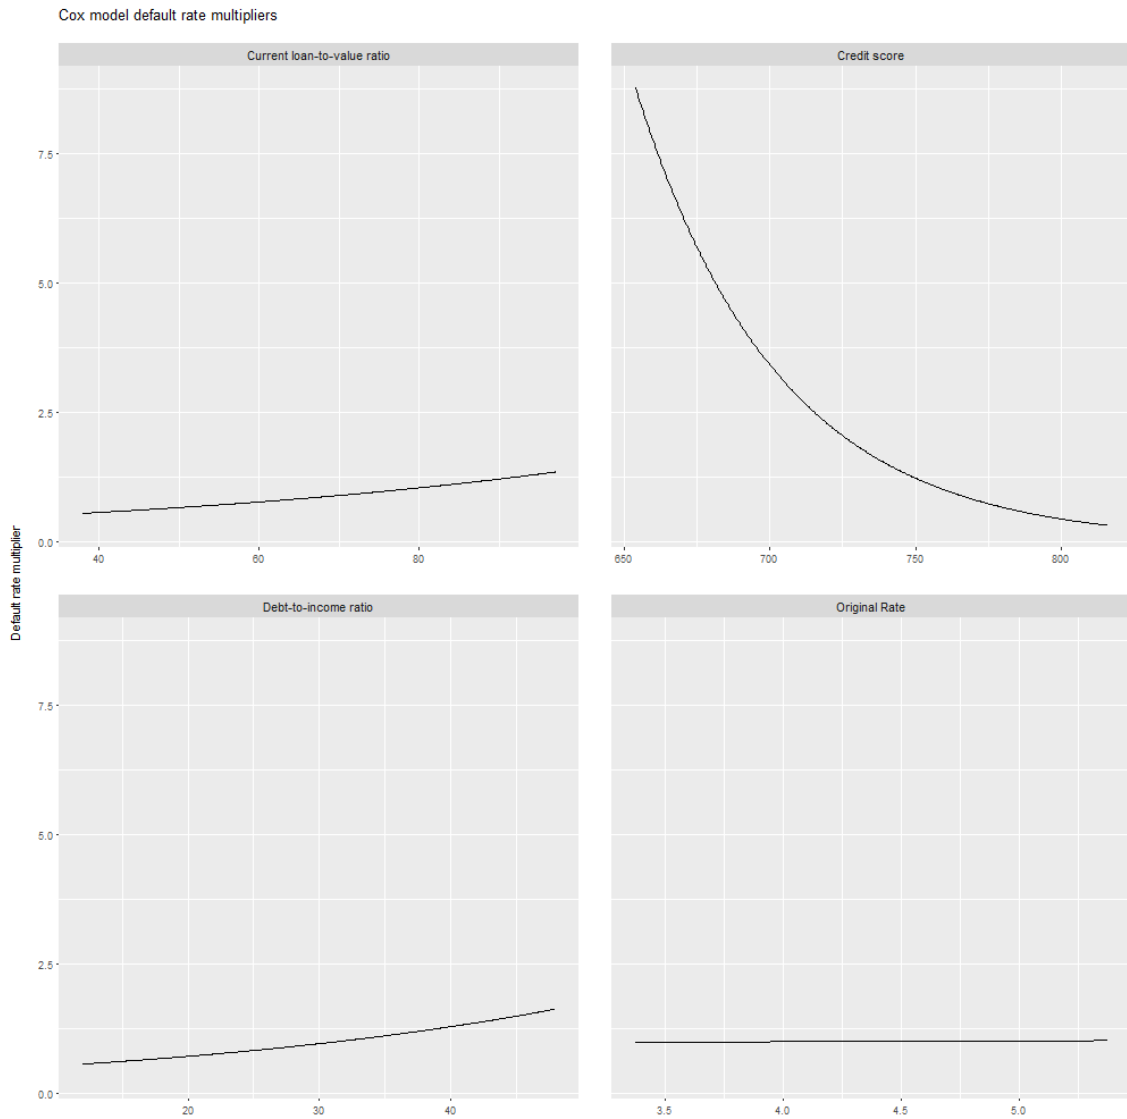 Cox model default rate multipliers
Current loan-to-value ratio
Credit score
7.5
5.0
2.5
0.0
40 60 80
650 700 750 800
Default rate multiplier
Debt-to-income ratio
Original Rate
7.5
5.0
2.5
0.0
20 30 40
3.5 4.0 4.5 5.0